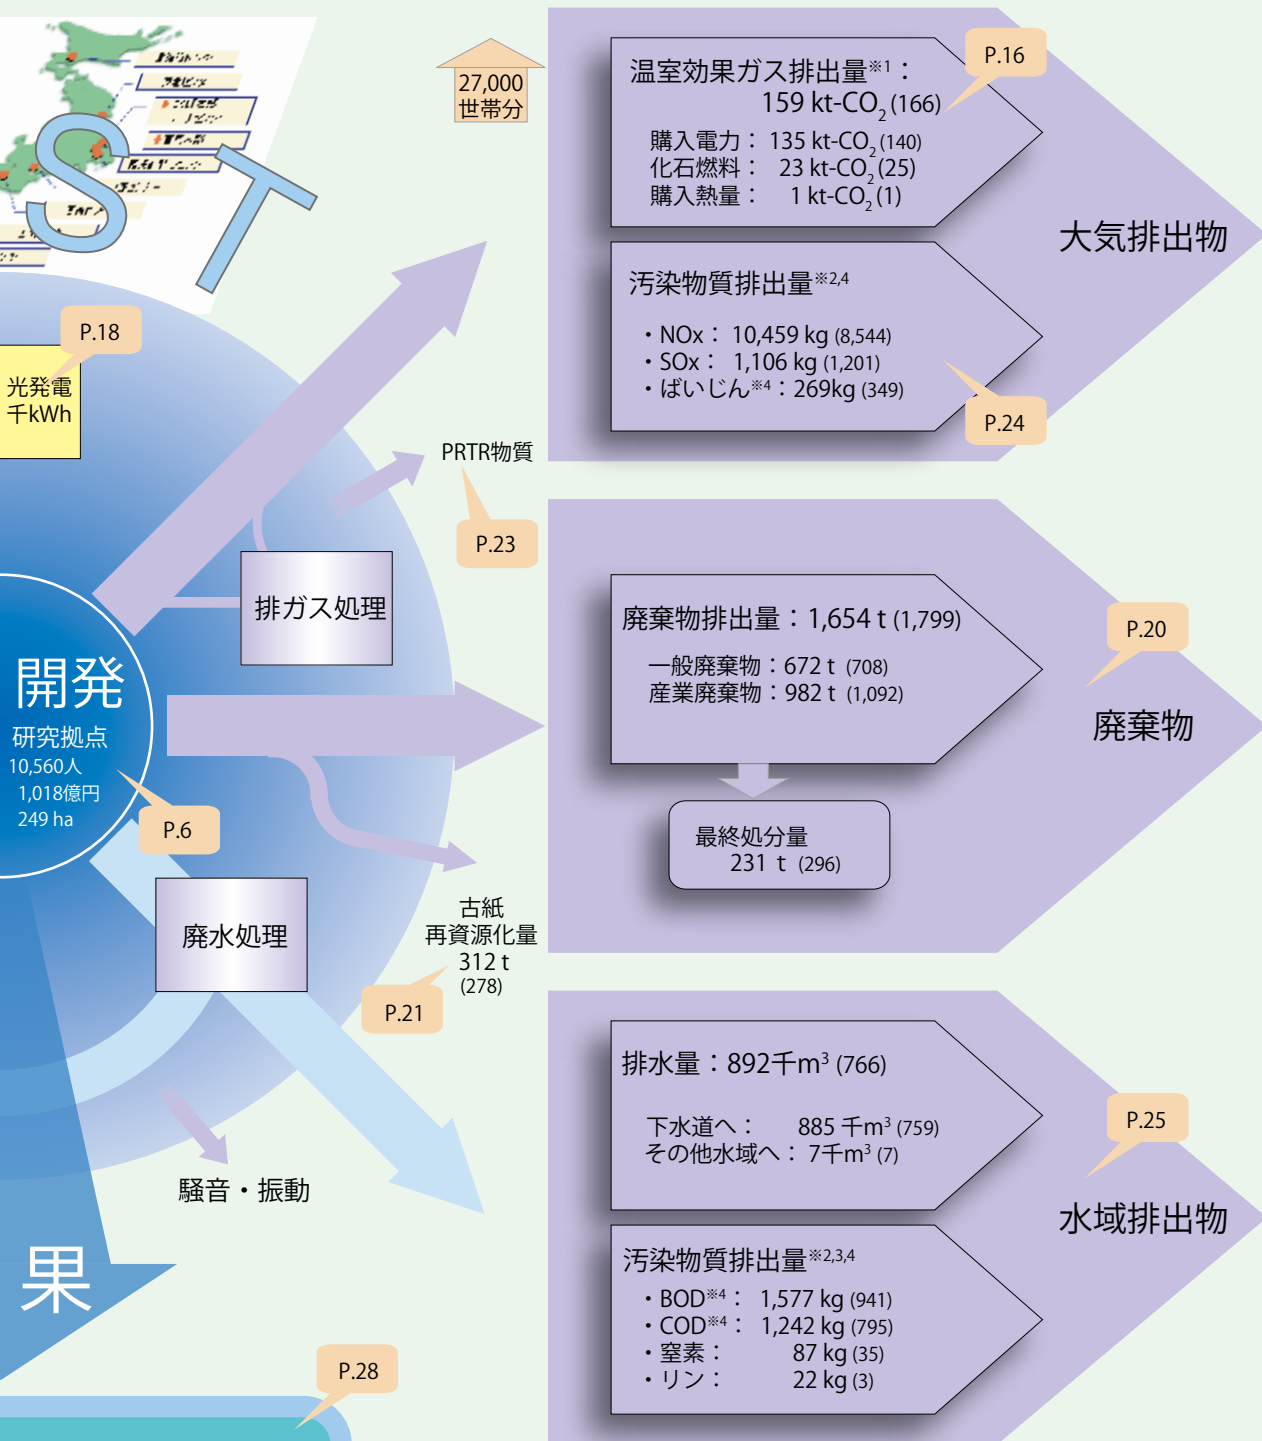 ST
27,000
世帯分
P.18
光発電
千kWh
開発
研究拠点
10,560人
1,018億円
249 ha
P.6
排ガス処理
PRTR物質
P.23
廃水処理
古紙
再資源化量
312 t
(278)
P.21
騒音・振動
果
P.28
温室効果ガス排出量※1：
159 kt-CO2 (166)
購入電力： 135 kt-CO2 (140)
化石燃料： 23 kt-CO2 (25)
購入熱量： 1 kt-CO2 (1)
P.16
汚染物質排出量※2,4
・NOx： 10,459 kg (8,544)
・SOx： 1,106 kg (1,201)
・ばいじん※4：269kg (349)
P.24
大気排出物
廃棄物排出量：1,654 t (1,799)
一般廃棄物：672 t (708)
産業廃棄物：982 t (1,092)
最終処分量
231 t (296)
P.20
廃棄物
排水量：892千m³ (766)
下水道へ： 885 千m³ (759)
その他水域へ： 7千m³ (7)
P.25
水域排出物
汚染物質排出量※2,3,4
・BOD※4： 1,577 kg (941)
・COD※4： 1,242 kg (795)
・窒素： 87 kg (35)
・リン： 22 kg (3)